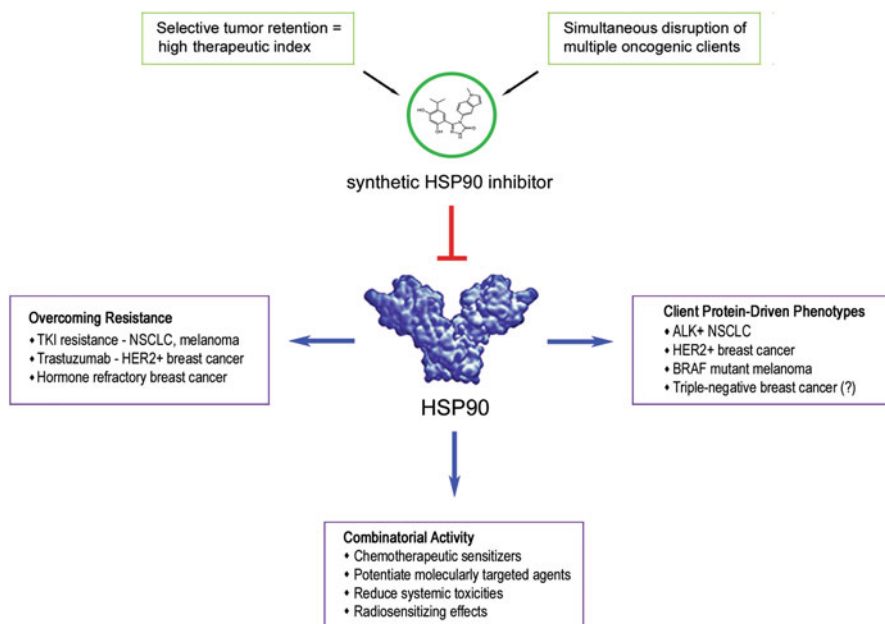 Selective tumor retention =
high therapeutic index
Simultaneous disruption of
multiple oncogenic clients
HO
OH
N
N
N
N
H
O
synthetic HSP90 inhibitor
Overcoming Resistance
♦TKI resistance - NSCLC, melanoma
♦Trastuzumab - HER2+ breast cancer
♦Hormone refractory breast cancer
HSP90
Client Protein-Driven Phenotypes
♦ALK+ NSCLC
♦HER2+ breast cancer
♦BRAF mutant melanoma
♦Triple-negative breast cancer (?)
Combinatorial Activity
♦ Chemotherapeutic sensitizers
♦ Potentiate molecularly targeted agents
♦ Reduce systemic toxicities
♦ Radiosensitizing effects